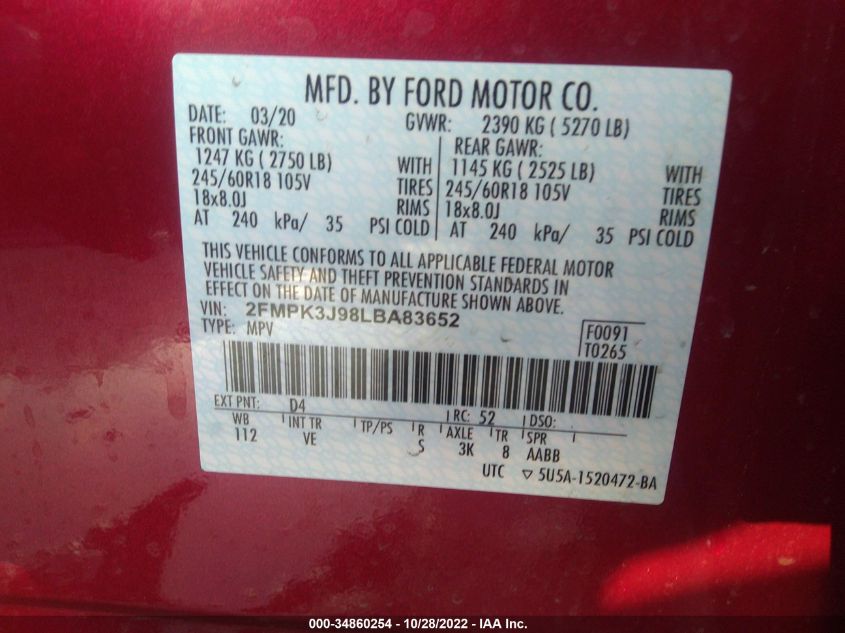 MFD. BY FORD MOTOR CO.
DATE: 03/20 GVWR: 2390 KG ( 5270 LB)
FRONT GAWR: REAR GAWR:
1247 KG ( 2750 LB) WITH 1145 KG ( 2525 LB) WITH
245/60R18 105V TIRES 245/60R18 105V TIRES
18x8.0J RIMS 18x8.0J RIMS
AT 240 kPa/ 35 PSI COLD AT 240 kPa/ 35 PSI COLD
THIS VEHICLE CONFORMS TO ALL APPLICABLE FEDERAL MOTOR
VEHICLE SAFETY AND THEFT PREVENTION STANDARDS IN
EFFECT ON THE DATE OF MANUFACTURE SHOWN ABOVE.
VIN: 2FMPK3J98LBA83652
TYPE: MPV
F0091
T0265
EXT PNT: D4 RC: 52 DSO:
WB INT TR TP/PS R AXLE TR SPR
112 VE S 3K 8 AABB
UTC ▽ 5U5A-1520472-BA
000-34860254 - 10/28/2022 - IAA Inc.